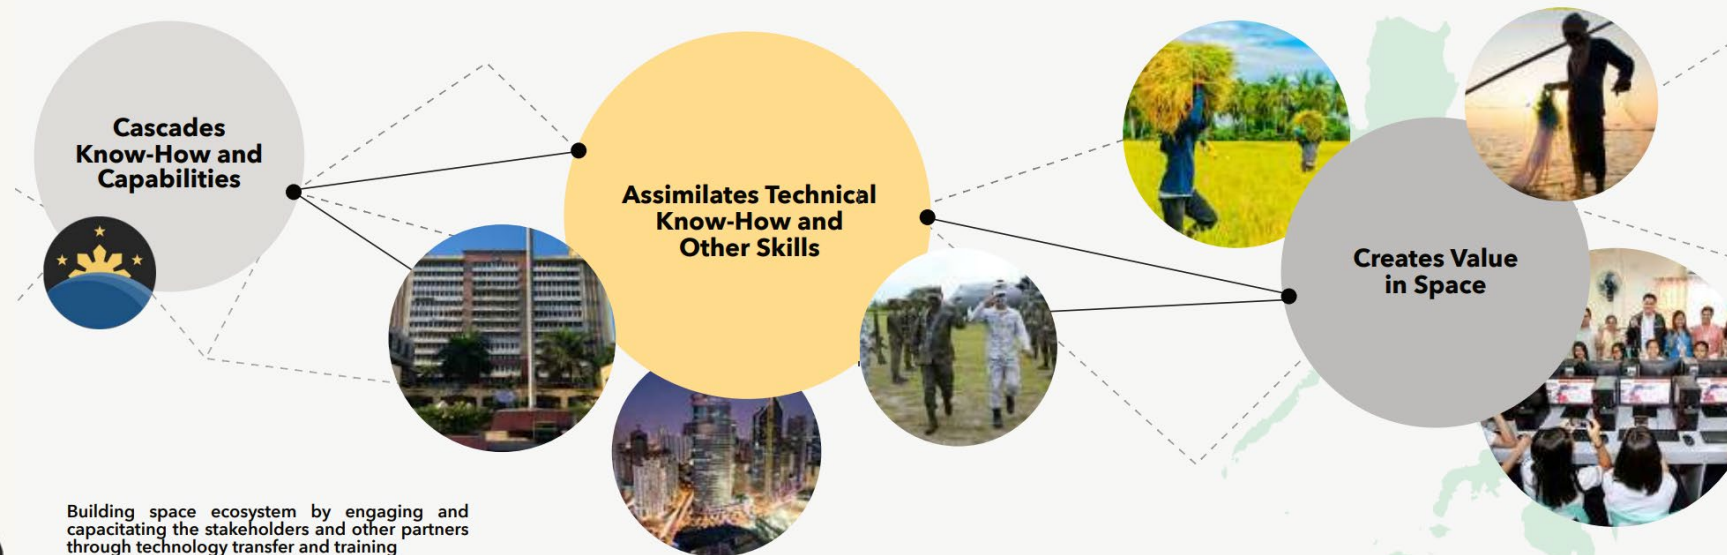 Cascades
Know-How and
Capabilities
Assimilates Technical
Know-How and
Other Skills
Creates Value
in Space
Building space ecosystem by engaging and
capacitating the stakeholders and other partners
through technology transfer and training